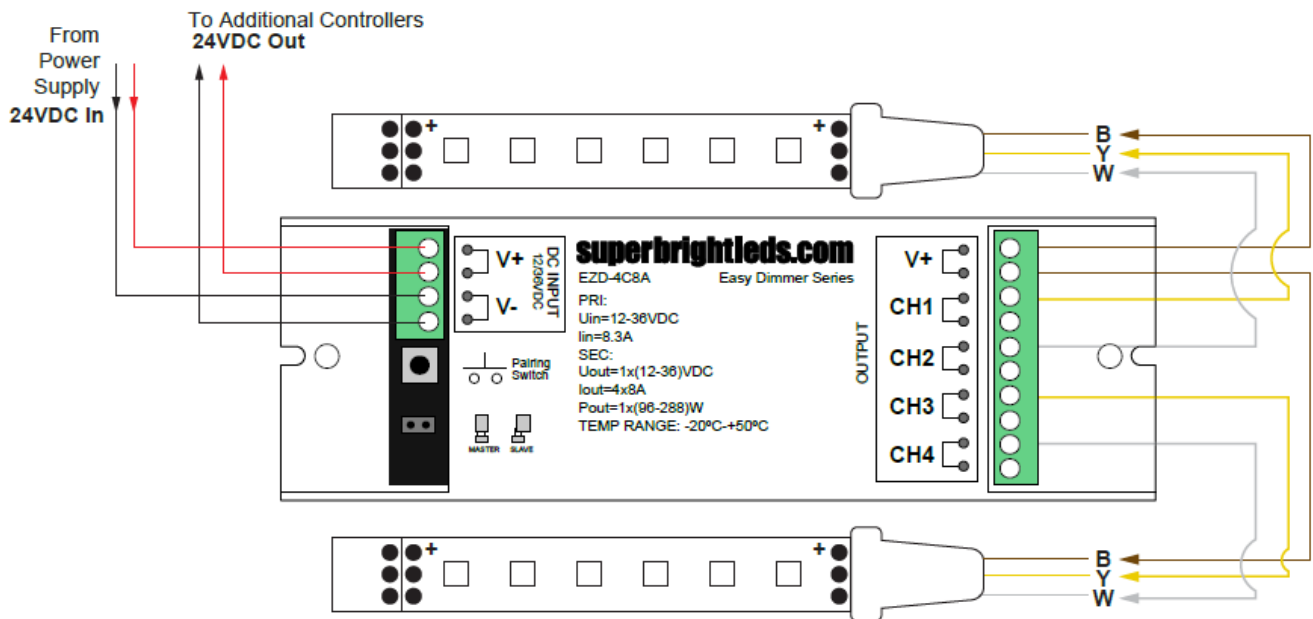 From
Power
Supply
24VDC In
To Additional Controllers
24VDC Out
+ +
B
Y
W
V+
V-
DC INPUT
12/36VDC
superbrightleds.com
EZD-4C8A Easy Dimmer Series
PRI:
Uin=12-36VDC
Iin=8.3A
SEC:
Uout=1x(12-36)VDC
Iout=4x8A
Pout=1x(96-288)W
TEMP RANGE: -20ºC-+50ºC
Pairing
Switch
MASTER SLAVE
OUTPUT
V+
CH1
CH2
CH3
CH4
+ +
B
Y
W